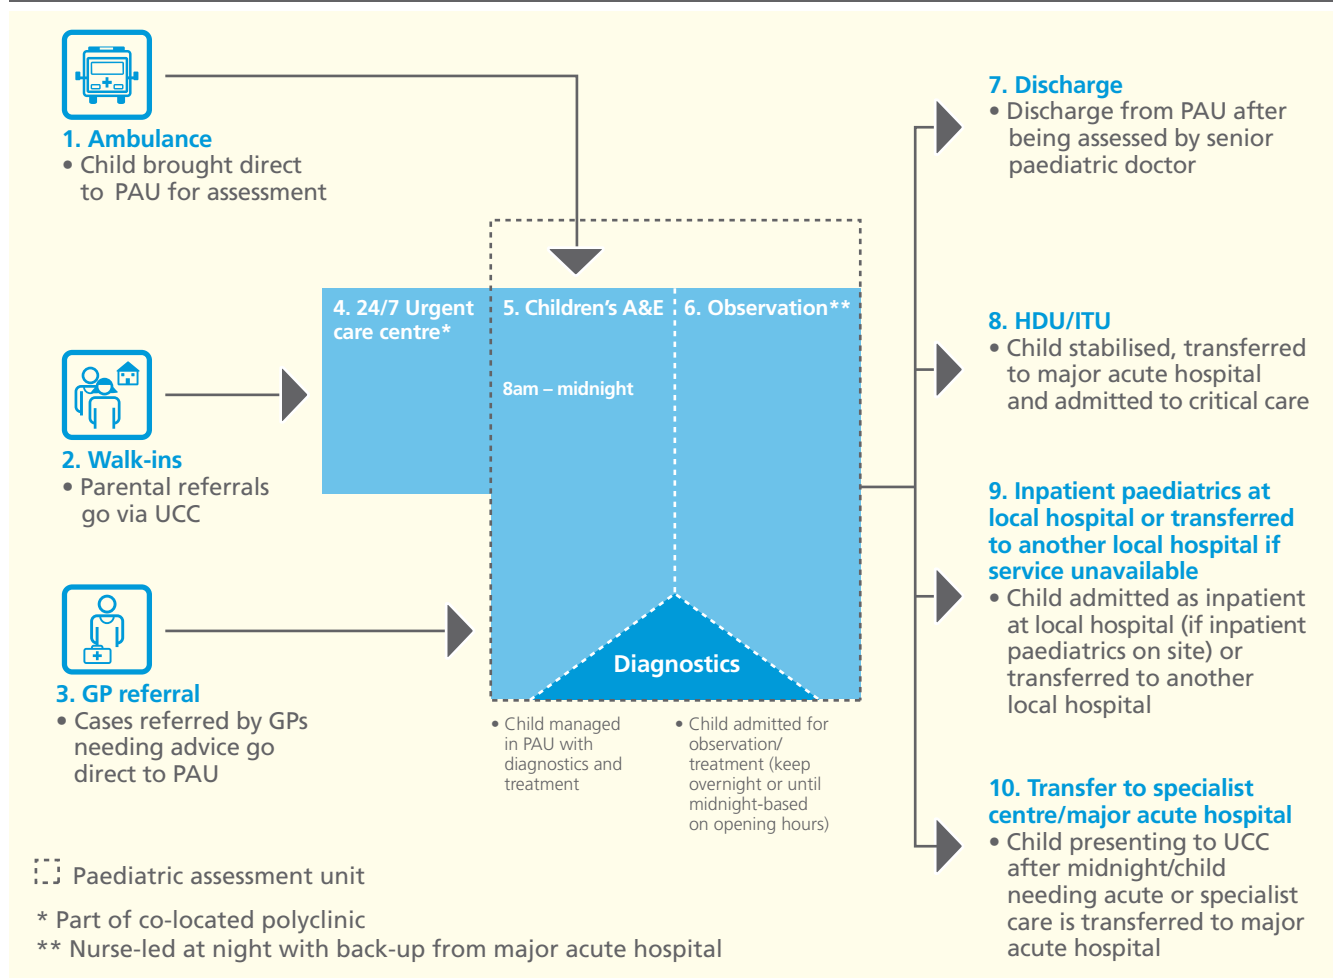 1. Ambulance
• Child brought direct
to PAU for assessment
2. Walk-ins
• Parental referrals
go via UCC
3. GP referral
• Cases referred by GPs
needing advice go
direct to PAU
4. 24/7 Urgent
care centre*
5. Children's A&E
8am – midnight
6. Observation**
Diagnostics
• Child managed
in PAU with
diagnostics and
treatment
• Child admitted for
observation/
treatment (keep
overnight or until
midnight-based
on opening hours)
7. Discharge
• Discharge from PAU after
being assessed by senior
paediatric doctor
8. HDU/ITU
• Child stabilised, transferred
to major acute hospital
and admitted to critical care
9. Inpatient paediatrics at
local hospital or transferred
to another local hospital if
service unavailable
• Child admitted as inpatient
at local hospital (if inpatient
paediatrics on site) or
transferred to another
local hospital
10. Transfer to specialist
centre/major acute hospital
• Child presenting to UCC
after midnight/child
needing acute or specialist
care is transferred to major
acute hospital
Paediatric assessment unit
* Part of co-located polyclinic
** Nurse-led at night with back-up from major acute hospital